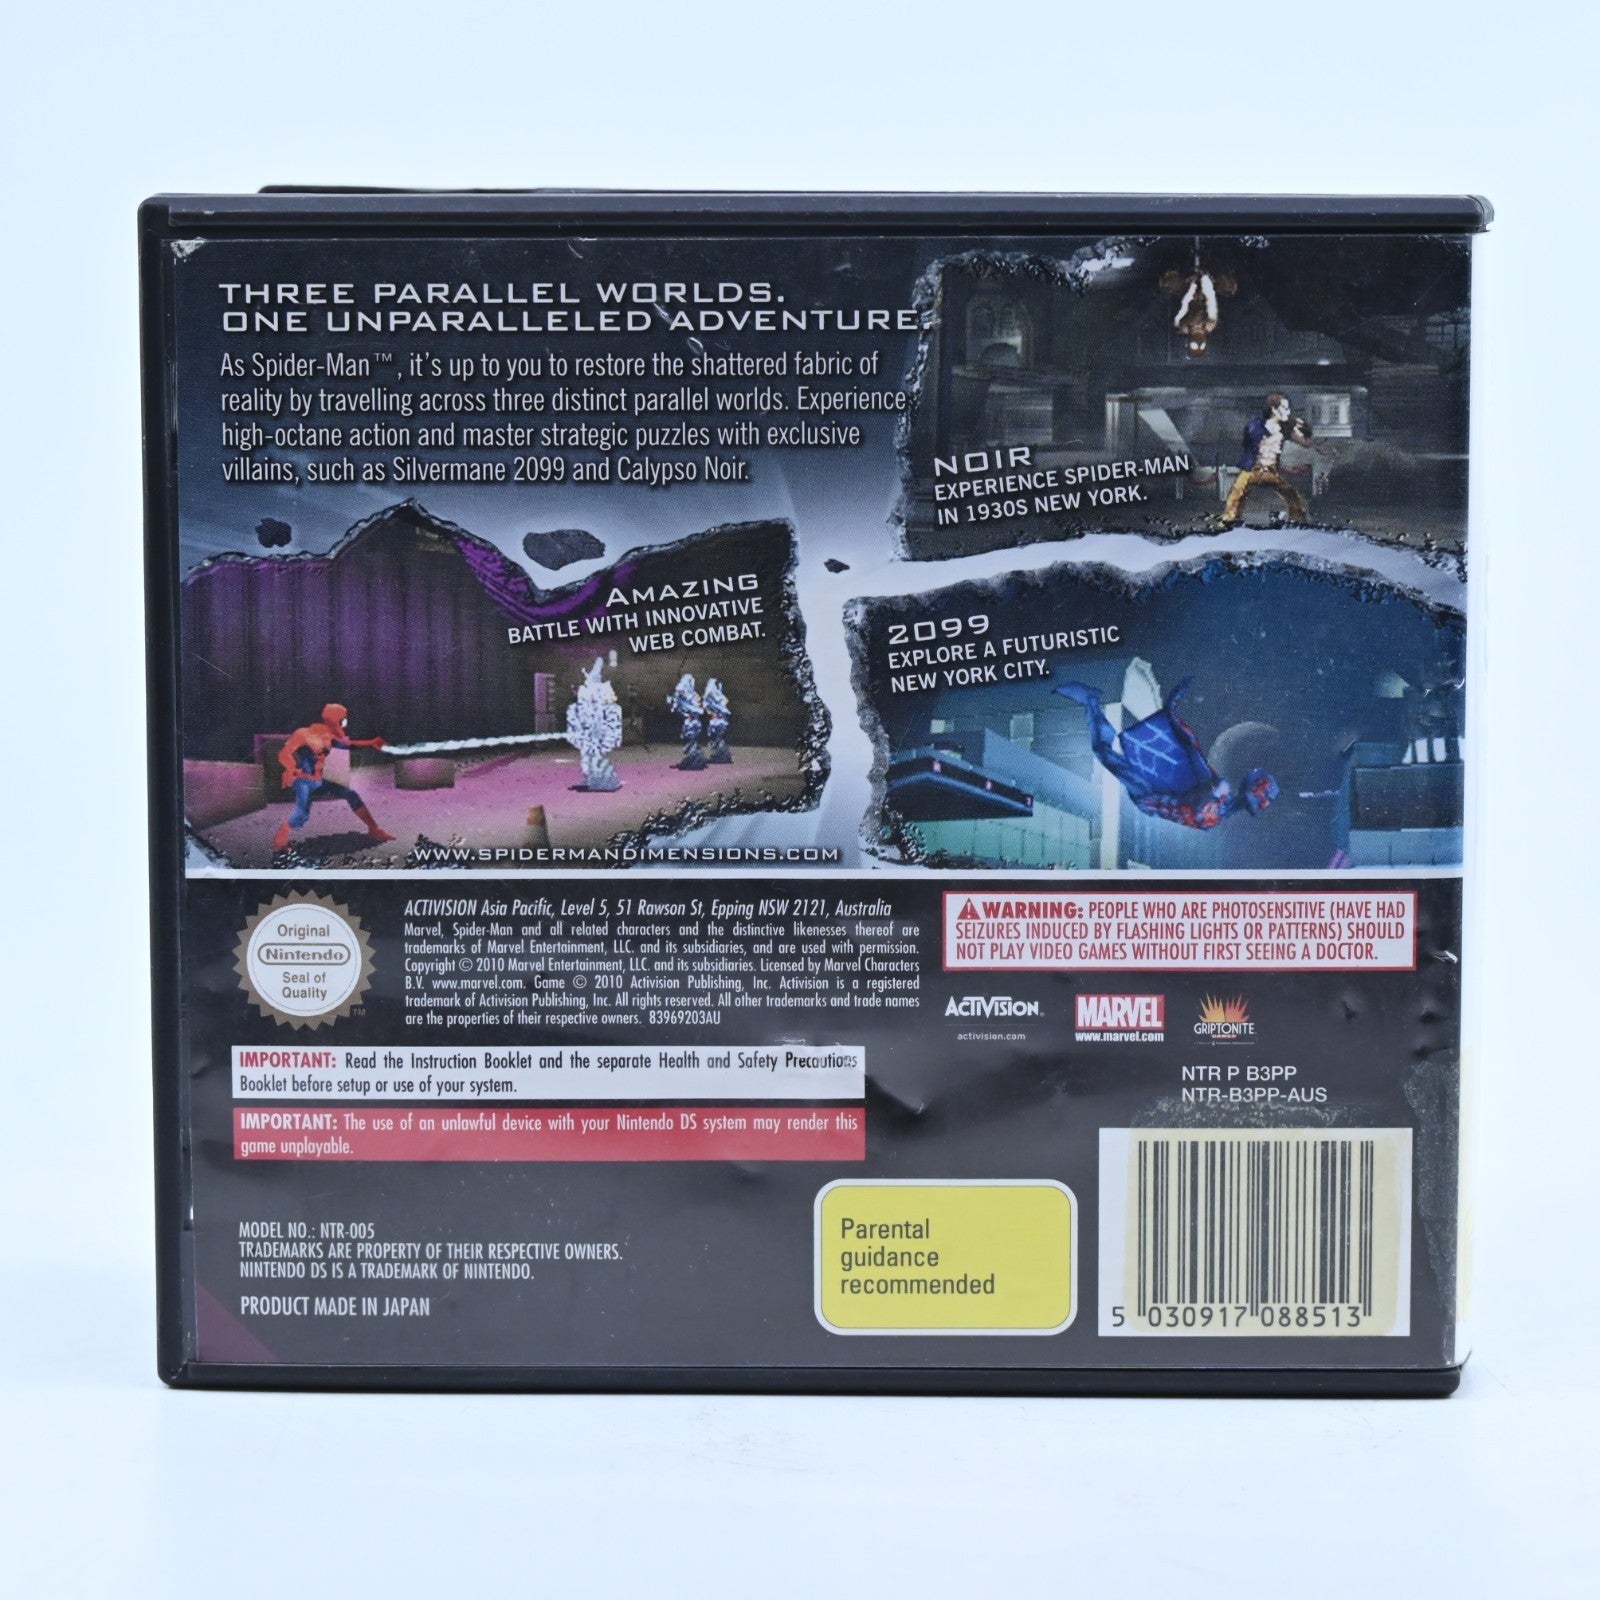 THREE PARALLEL WORLDS.
ONE UNPARALLELED ADVENTURE.
As Spider-Man™, it's up to you to restore the shattered fabric of
reality by travelling across three distinct parallel worlds. Experience
high-octane action and master strategic puzzles with exclusive
villains, such as Silvermane 2099 and Calypso Noir.
NOIR
EXPERIENCE SPIDER-MAN
IN 1930S NEW YORK.
AMAZING
BATTLE WITH INNOVATIVE
WEB COMBAT.
2099
EXPLORE A FUTURISTIC
NEW YORK CITY.
WWW.SPIDERMANDIMENSIONS.COM
Original
Nintendo
Seal of
Quality
TM
ACTIVISION Asia Pacific, Level 5, 51 Rawson St, Epping NSW 2121, Australia
Marvel, Spider-Man and all related characters and the distinctive likenesses thereof are
trademarks of Marvel Entertainment, LLC. and its subsidiaries, and are used with permission.
Copyright © 2010 Marvel Entertainment, LLC. and its subsidiaries. Licensed by Marvel Characters
B.V. www.marvel.com. Game © 2010 Activision Publishing, Inc. Activision is a registered
trademark of Activision Publishing, Inc. All rights reserved. All other trademarks and trade names
are the properties of their respective owners. 83969203AU
WARNING: PEOPLE WHO ARE PHOTOSENSITIVE (HAVE HAD
SEIZURES INDUCED BY FLASHING LIGHTS OR PATTERNS) SHOULD
NOT PLAY VIDEO GAMES WITHOUT FIRST SEEING A DOCTOR.
ACTIVISION.
activision.com
MARVEL
www.marvel.com
GRIPTONITE
GAMES
IMPORTANT: Read the Instruction Booklet and the separate Health and Safety Precautions
Booklet before setup or use of your system.
IMPORTANT: The use of an unlawful device with your Nintendo DS system may render this
game unplayable.
NTR P B3PP
NTR-B3PP-AUS
MODEL NO.: NTR-005
TRADEMARKS ARE PROPERTY OF THEIR RESPECTIVE OWNERS.
NINTENDO DS IS A TRADEMARK OF NINTENDO.
PRODUCT MADE IN JAPAN
Parental
guidance
recommended
5 030917 088513